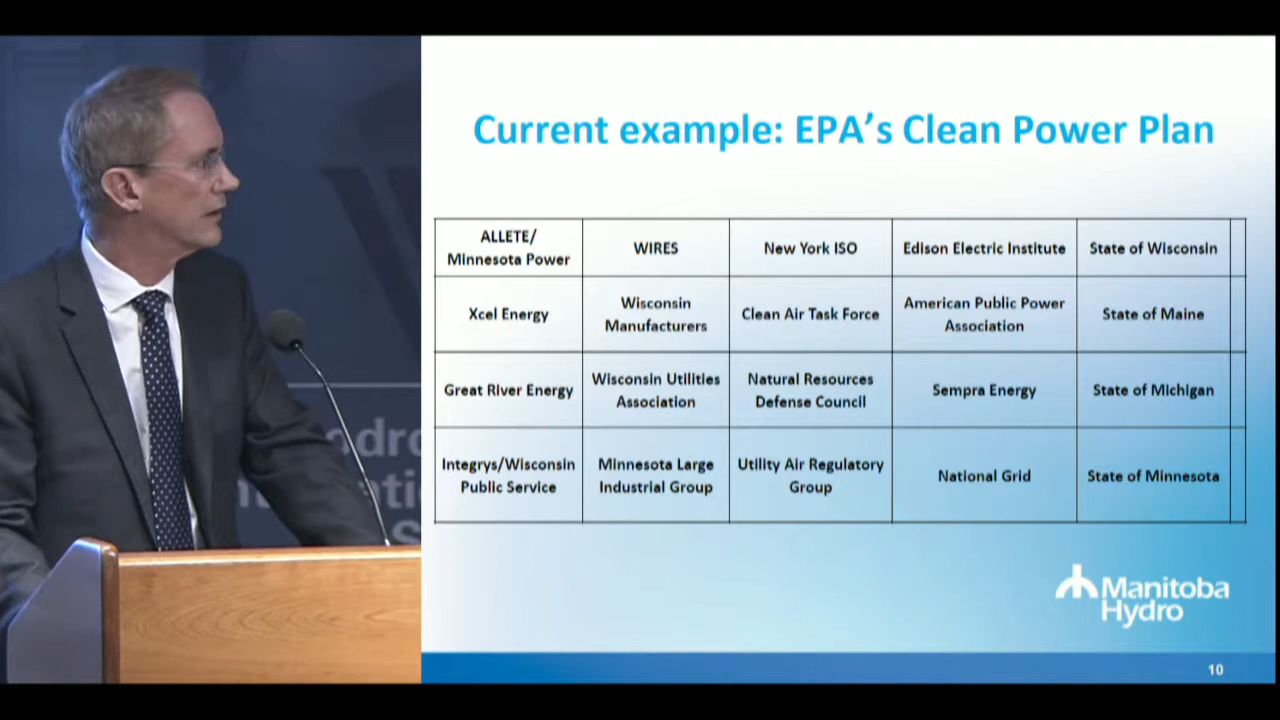 Current example: EPA's Clean Power Plan
ALLETE/
Minnesota Power
WIRES
New York ISO
Edison Electric Institute
State of Wisconsin
Xcel Energy
Wisconsin
Manufacturers
Clean Air Task Force
American Public Power
Association
State of Maine
Great River Energy
Wisconsin Utilities
Association
Natural Resources
Defense Council
Sempra Energy
State of Michigan
Integrys/Wisconsin
Public Service
Minnesota Large
Industrial Group
Utility Air Regulatory
Group
National Grid
State of Minnesota
Manitoba
Hydro
10